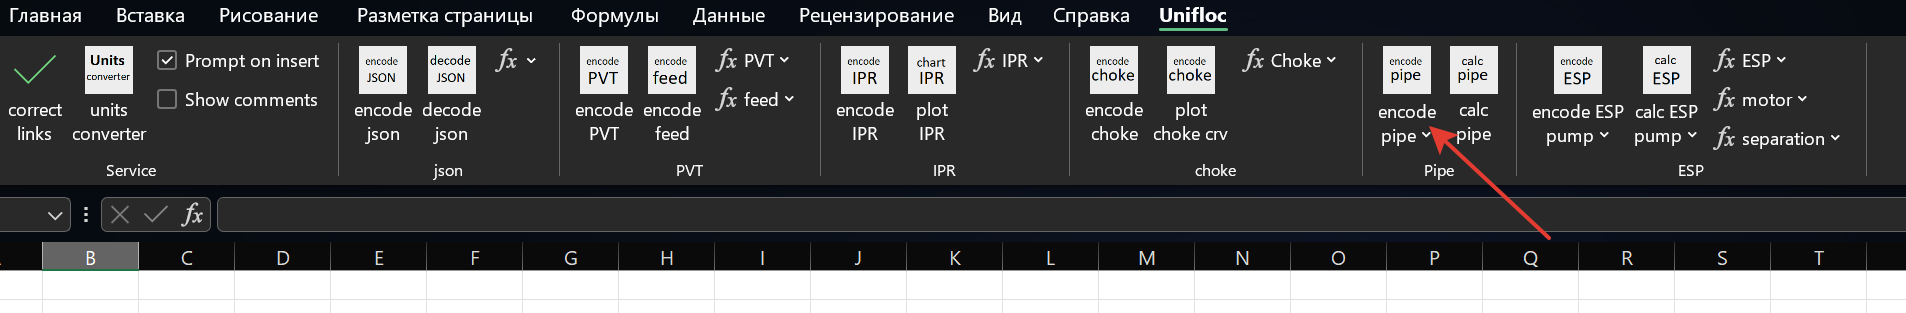 Главная Вставка Рисование Разметка страницы Формулы Данные Рецензирование Вид Справка Unifloc
correct
links
Units
converter
units
converter
Prompt on insert
Show comments
Service
encode
JSON
encode
json
decode
JSON
decode
json
fx
json
encode
PVT
encode
PVT
encode
feed
encode
feed
fx PVT
fx feed
PVT
encode
IPR
encode
IPR
chart
IPR
plot
IPR
fx IPR
IPR
encode
choke
encode
choke
encode
choke
plot
choke crv
fx Choke
choke
encode
pipe
encode
pipe
calc
pipe
calc
pipe
Pipe
encode
ESP
encode ESP
pump
calc
ESP
calc ESP
pump
fx ESP
fx motor
fx separation
ESP
fx
B C D E F G H I J K L M N O P Q R S T